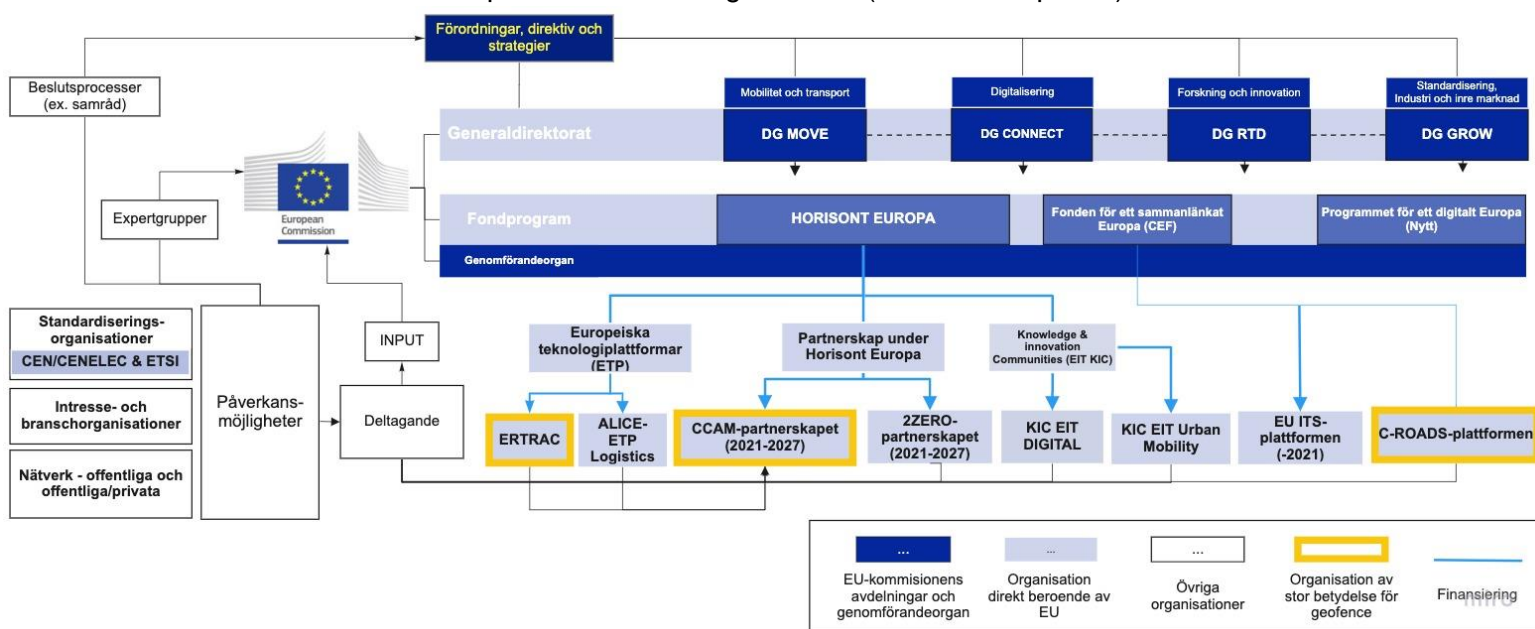 Förordningar, direktiv och
strategier
Beslutsprocesser
(ex. samråd)
Mobilitet och transport
Digitalisering
Forskning och innovation
Standardisering,
Industri och inre marknad
Generaldirektorat
DG MOVE
DG CONNECT
DG RTD
DG GROW
Expertgrupper
European
Commission
Fondprogram
HORISONT EUROPA
Fonden för ett sammanlänkat
Europa (CEF)
Programmet för ett digitalt Europa
(Nytt)
Genomförandeorgan
Standardiserings-
organisationer
CEN/CENELEC & ETSI
Intresse- och
branschorganisationer
Nätverk - offentliga och
offentliga/privata
Påverkans-
möjligheter
INPUT
Deltagande
Europeiska
teknologiplattformar
(ETP)
Partnerskap under
Horisont Europa
Knowledge &
innovation
Communities (EIT KIC)
ERTRAC
ALICE-
ETP
Logistics
CCAM-partnerskapet
(2021-2027)
2ZERO-
partnerskapet
(2021-2027)
KIC EIT
DIGITAL
KIC EIT Urban
Mobility
EU ITS-
plattformen
(-2021)
C-ROADS-plattformen
...
EU-kommisionens
avdelningar och
genomförandeorgan
...
Organisation
direkt beroende av
EU
...
Övriga
organisationer
Organisation av
stor betydelse för
geofence
Finansiering
miro